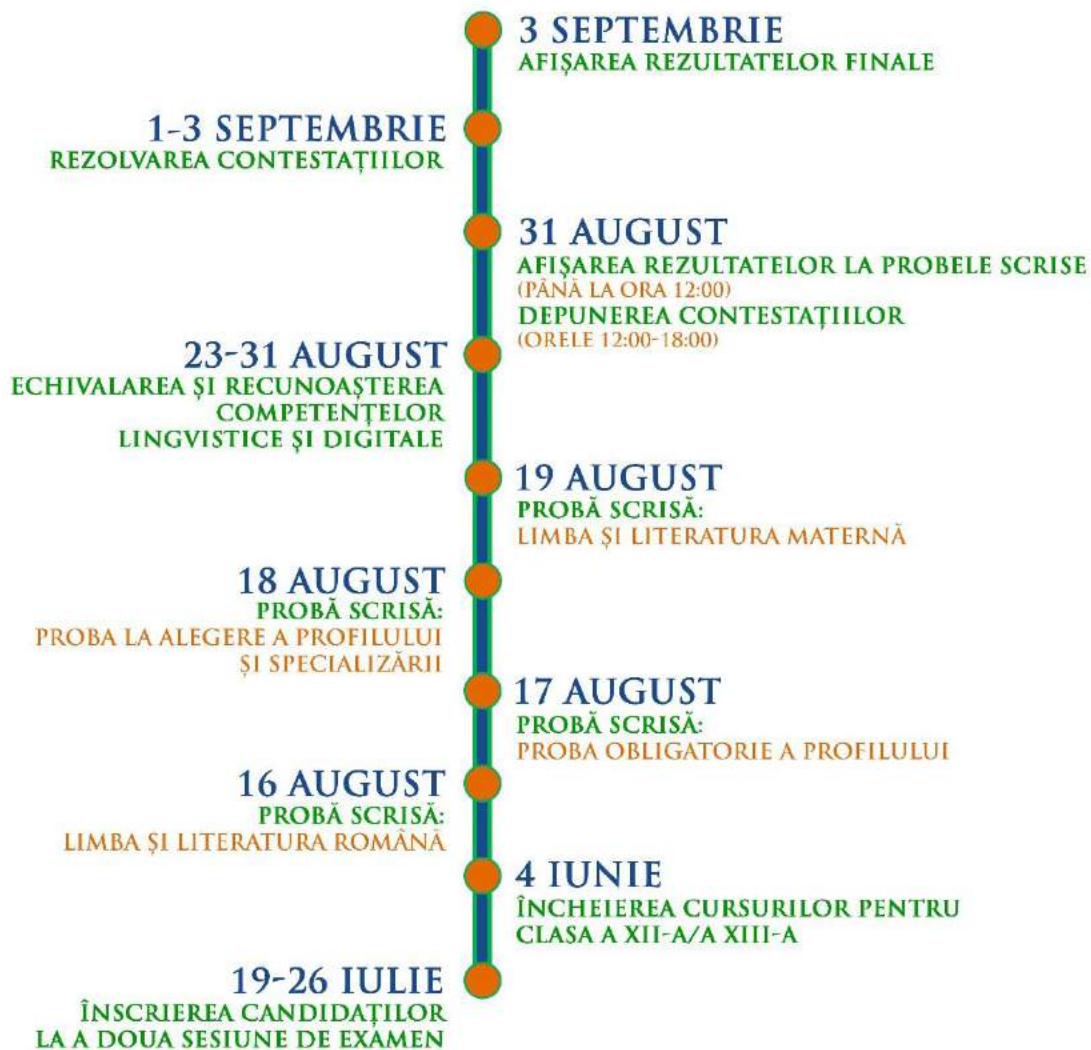 3 SEPTEMBRIE
AFIȘAREA REZULTATELOR FINALE
1-3 SEPTEMBRIE
REZOLVAREA CONTESTAȚIILOR
31 AUGUST
AFIȘAREA REZULTATELOR LA PROBELE SCRISE
(PÂNĂ LA ORA 12:00)
DEPUNEREA CONTESTAȚIILOR
(ORELE 12:00-18:00)
23-31 AUGUST
ECHIVALAREA ȘI RECUNOAȘTEREA
COMPETENȚELOR
LINGVISTICE ȘI DIGITALE
19 AUGUST
PROBĂ SCRISĂ:
LIMBA ȘI LITERATURA MATERNĂ
18 AUGUST
PROBĂ SCRISĂ:
PROBA LA ALEGERE A PROFILULUI
ȘI SPECIALIZĂRII
17 AUGUST
PROBĂ SCRISĂ:
PROBA OBLIGATORIE A PROFILULUI
16 AUGUST
PROBĂ SCRISĂ:
LIMBA ȘI LITERATURA ROMÂNĂ
4 IUNIE
ÎNCHEIEREA CURSURILOR PENTRU
CLASA A XII-A/A XIII-A
19-26 IULIE
ÎNSCRIEREA CANDIDAȚILOR
LA A DOUA SESIUNE DE EXAMEN